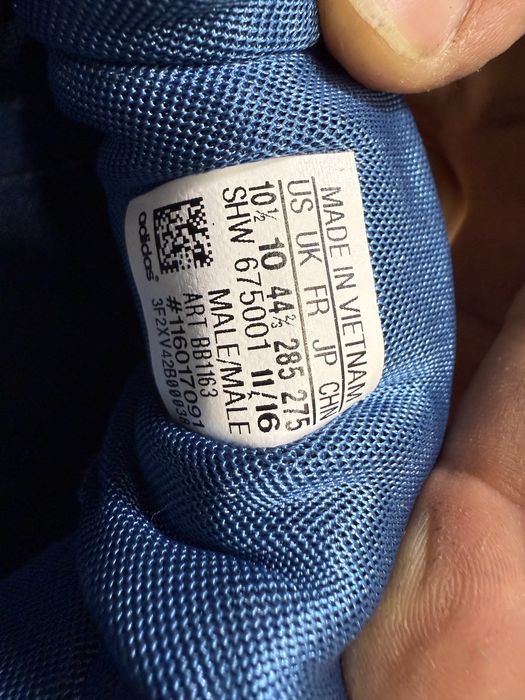 MADE IN VIETNAM
US UK FR JP CHN
10½ 10 44⅔ 285 275
SHW 675001 11/16
MALE/MALE
ART BB1163
#116017091
adidas®